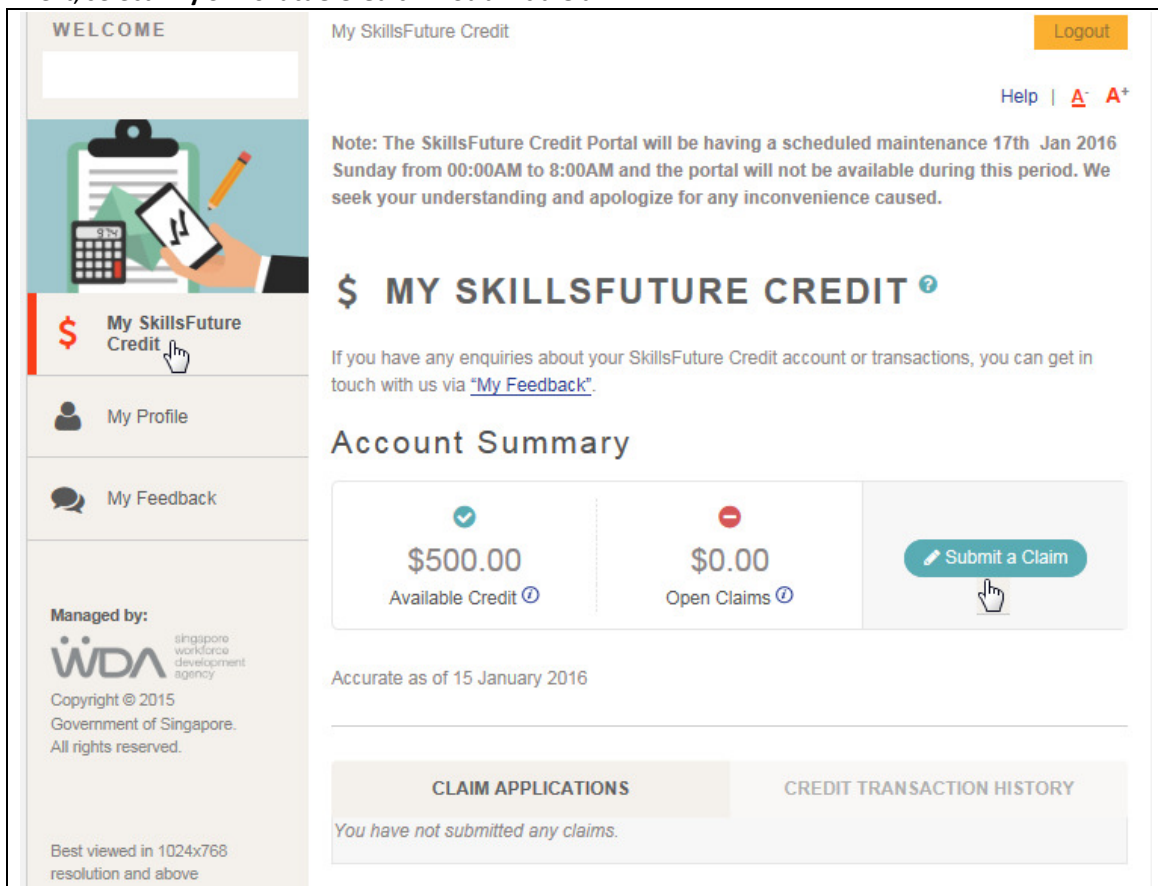 WELCOME
My SkillsFuture Credit
Logout
Help | A- A+
Note: The SkillsFuture Credit Portal will be having a scheduled maintenance 17th Jan 2016
Sunday from 00:00AM to 8:00AM and the portal will not be available during this period. We
seek your understanding and apologize for any inconvenience caused.
974
$ MY SKILLSFUTURE CREDIT ?
$ My SkillsFuture
Credit
If you have any enquiries about your SkillsFuture Credit account or transactions, you can get in
touch with us via "My Feedback".
My Profile
My Feedback
Account Summary
$500.00
Available Credit i
$0.00
Open Claims i
Submit a Claim
Accurate as of 15 January 2016
Managed by:
WDA
singapore
workforce
development
agency
Copyright © 2015
Government of Singapore.
All rights reserved.
CLAIM APPLICATIONS
CREDIT TRANSACTION HISTORY
You have not submitted any claims.
Best viewed in 1024x768
resolution and above